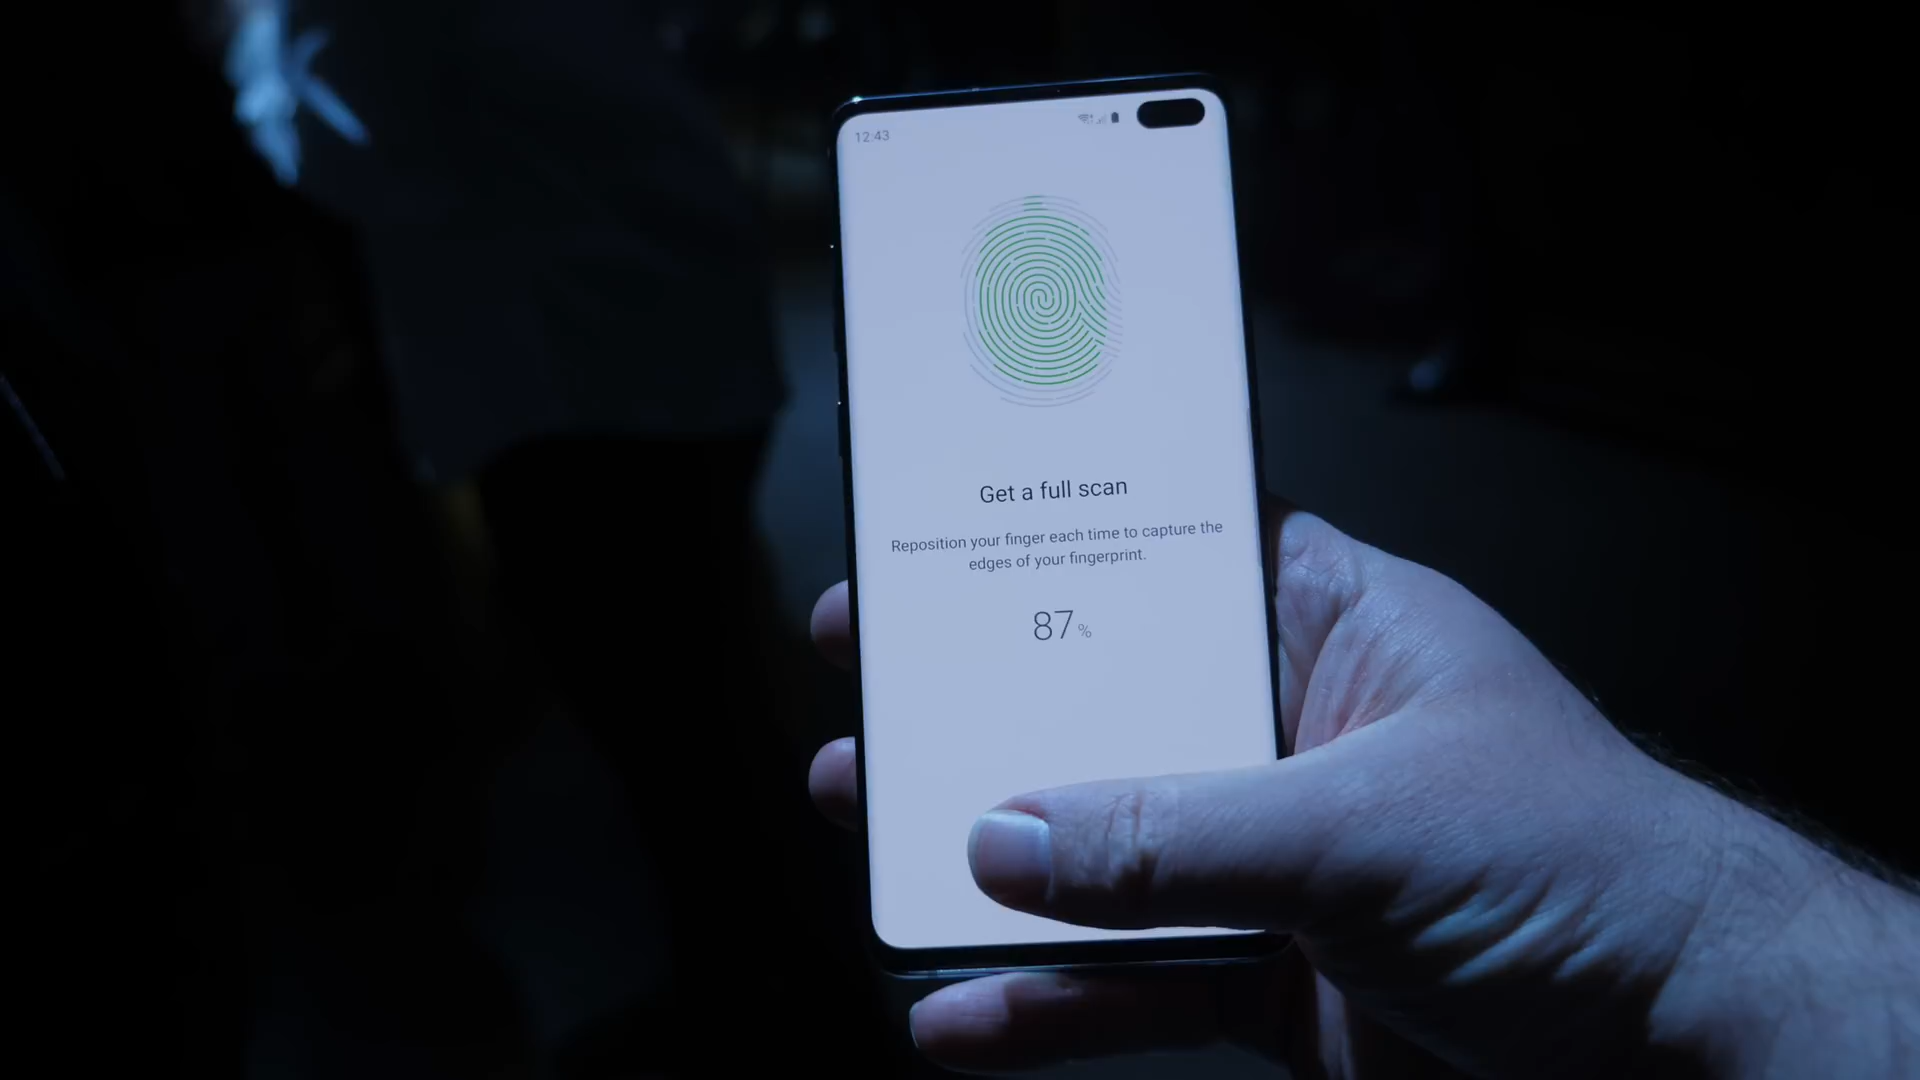 12:43
Get a full scan
Reposition your finger each time to capture the
edges of your fingerprint.
87%